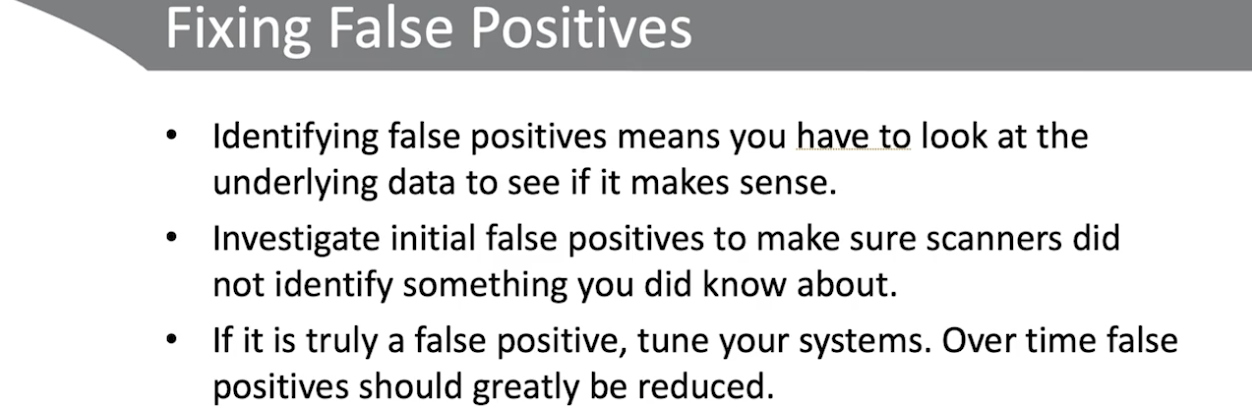 Fixing False Positives
• Identifying false positives means you have to look at the
underlying data to see if it makes sense.
• Investigate initial false positives to make sure scanners did
not identify something you did know about.
• If it is truly a false positive, tune your systems. Over time false
positives should greatly be reduced.